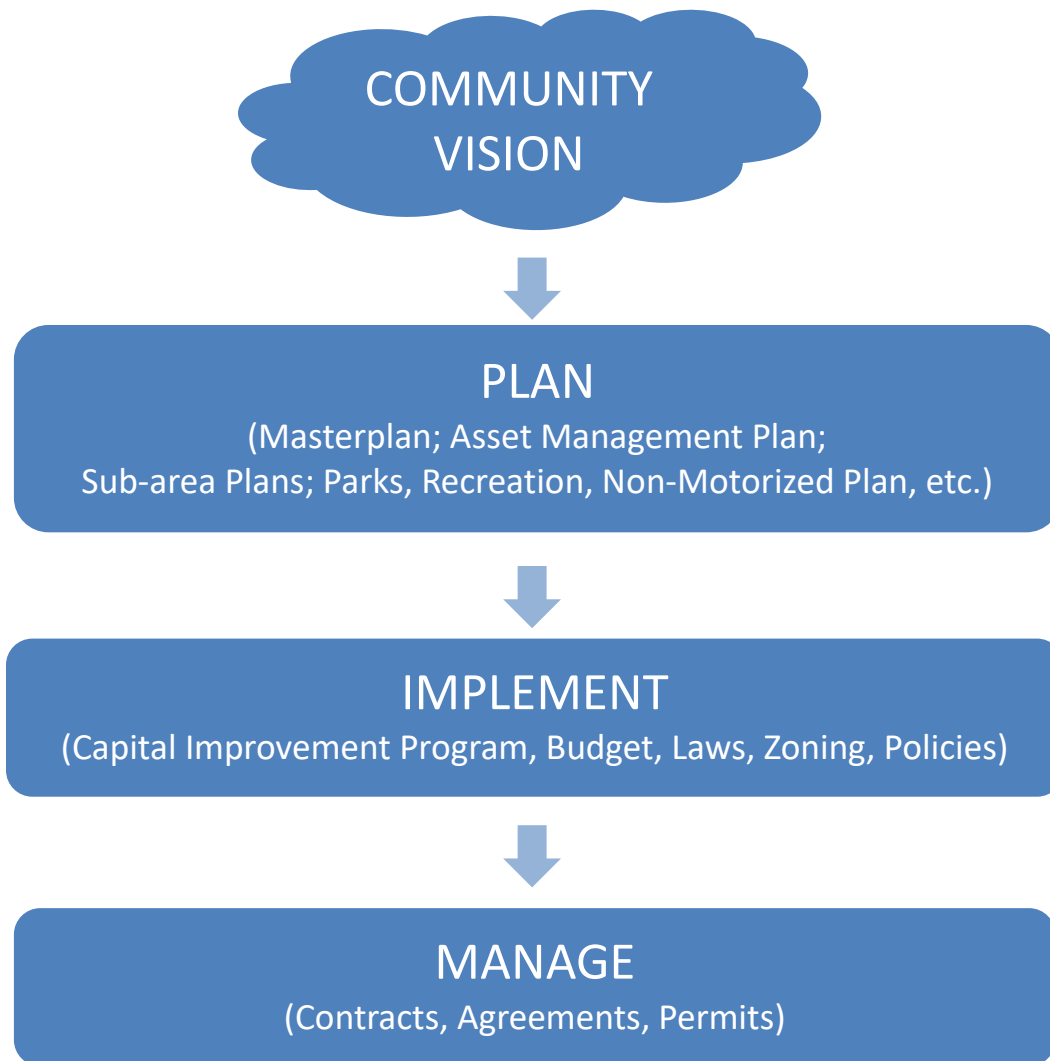 COMMUNITY
VISION
PLAN
(Masterplan; Asset Management Plan;
Sub-area Plans; Parks, Recreation, Non-Motorized Plan, etc.)
IMPLEMENT
(Capital Improvement Program, Budget, Laws, Zoning, Policies)
MANAGE
(Contracts, Agreements, Permits)